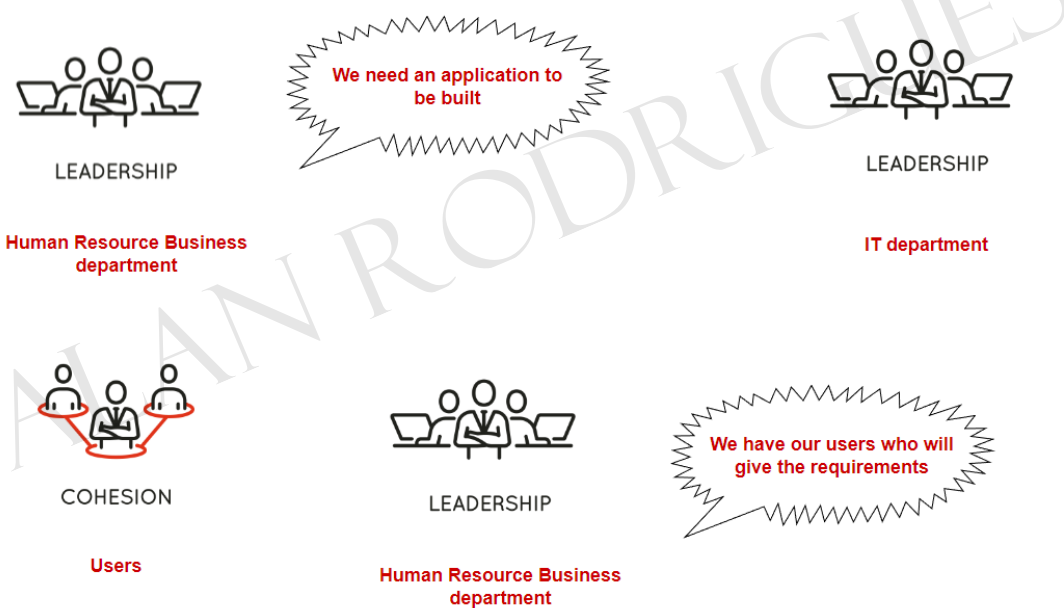 We need an application to
be built
LEADERSHIP
LEADERSHIP
Human Resource Business
department
IT department
ALAN RODRIGUES
We have our users who will
give the requirements
COHESION
LEADERSHIP
Users
Human Resource Business
department